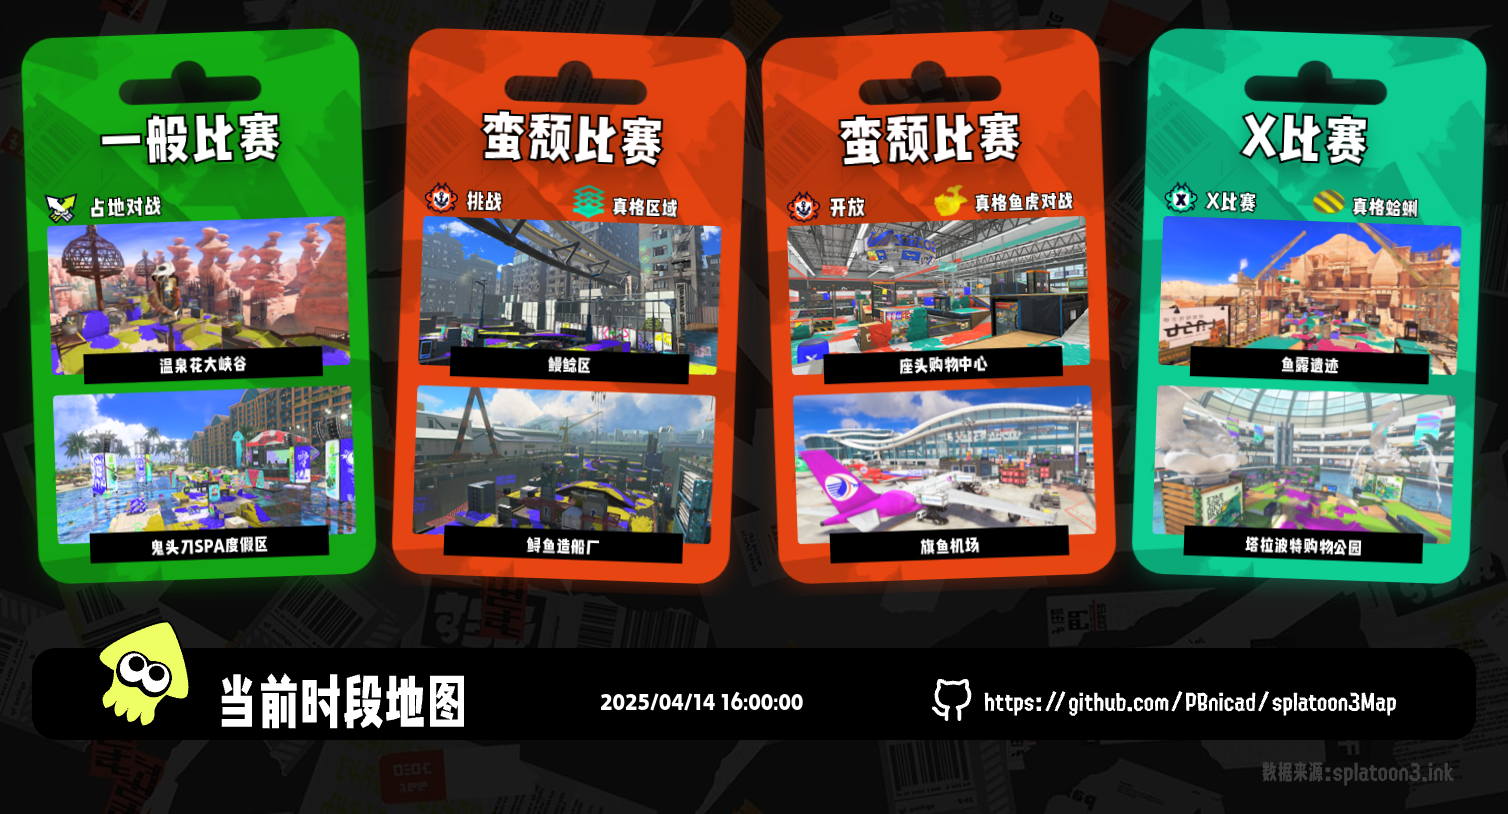 一般比赛
占地对战
温泉花大峡谷
鬼头刀SPA度假区
蛮颓比赛
挑战
真格区域
鳗鲶区
鲟鱼造船厂
蛮颓比赛
开放
真格鱼虎对战
座头购物中心
旗鱼机场
X比赛
X比赛
真格蛤蜊
鱼露遗迹
塔拉波特购物公园
当前时段地图
2025/04/14 16:00:00
https://github.com/PBnicad/splatoon3Map
数据来源:splatoon3.ink